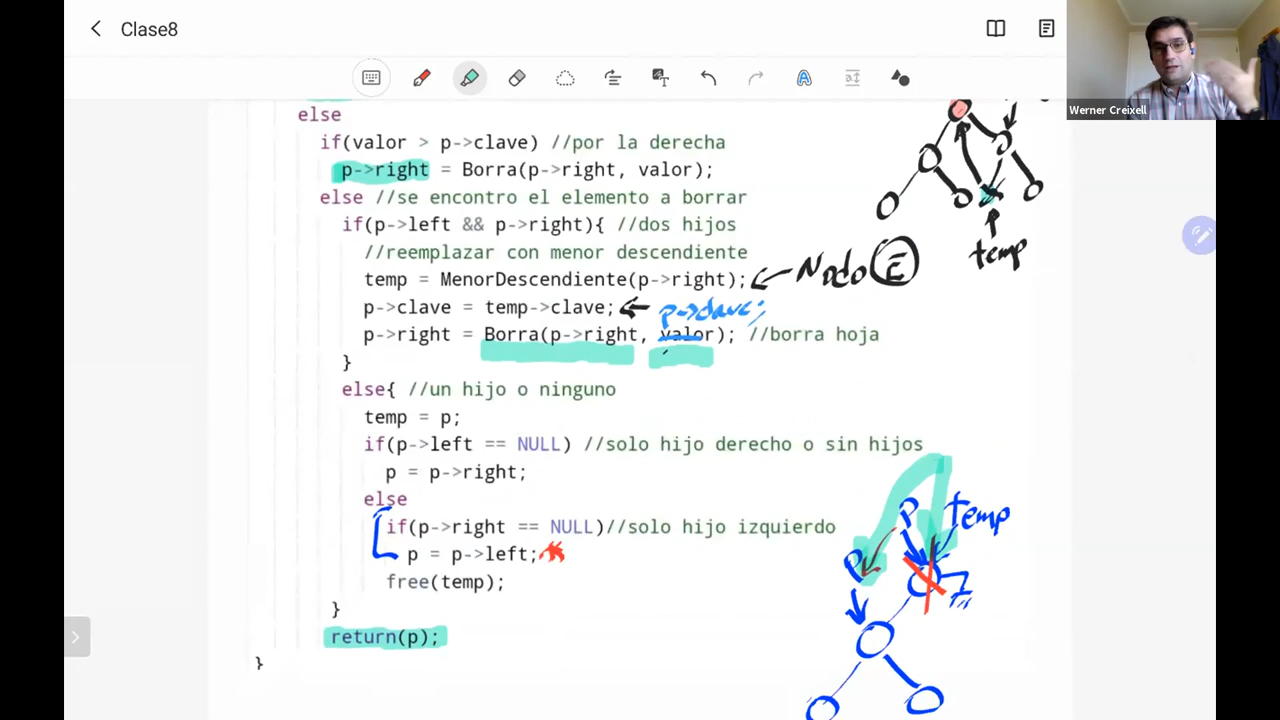 Clase8
Werner Creixell
else
if(valor > p->clave) //por la derecha
p->right = Borra(p->right, valor);
else //se encontro el elemento a borrar
if(p->left && p->right){ //dos hijos
//reemplazar con menor descendiente
temp
temp = MenorDescendiente(p->right); Nodo E
p->clave = temp->clave; p->clave;
p->right = Borra(p->right, valor); //borra hoja
}
else{ //un hijo o ninguno
temp = p;
if(p->left == NULL) //solo hijo derecho o sin hijos
p = p->right;
else
P temp
if(p->right == NULL)//solo hijo izquierdo
p = p->left;
P
free(temp);
}
return(p);
}